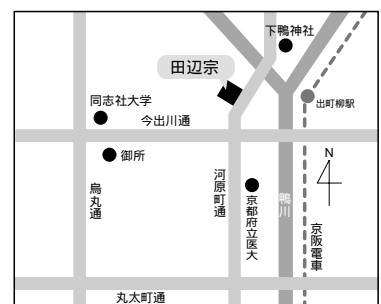 下鴨神社
田辺宗
同志社大学
出町柳駅
今出川通
御所
N
烏丸通
河原町通
京都府立医大
鴨川
京阪電車
丸太町通